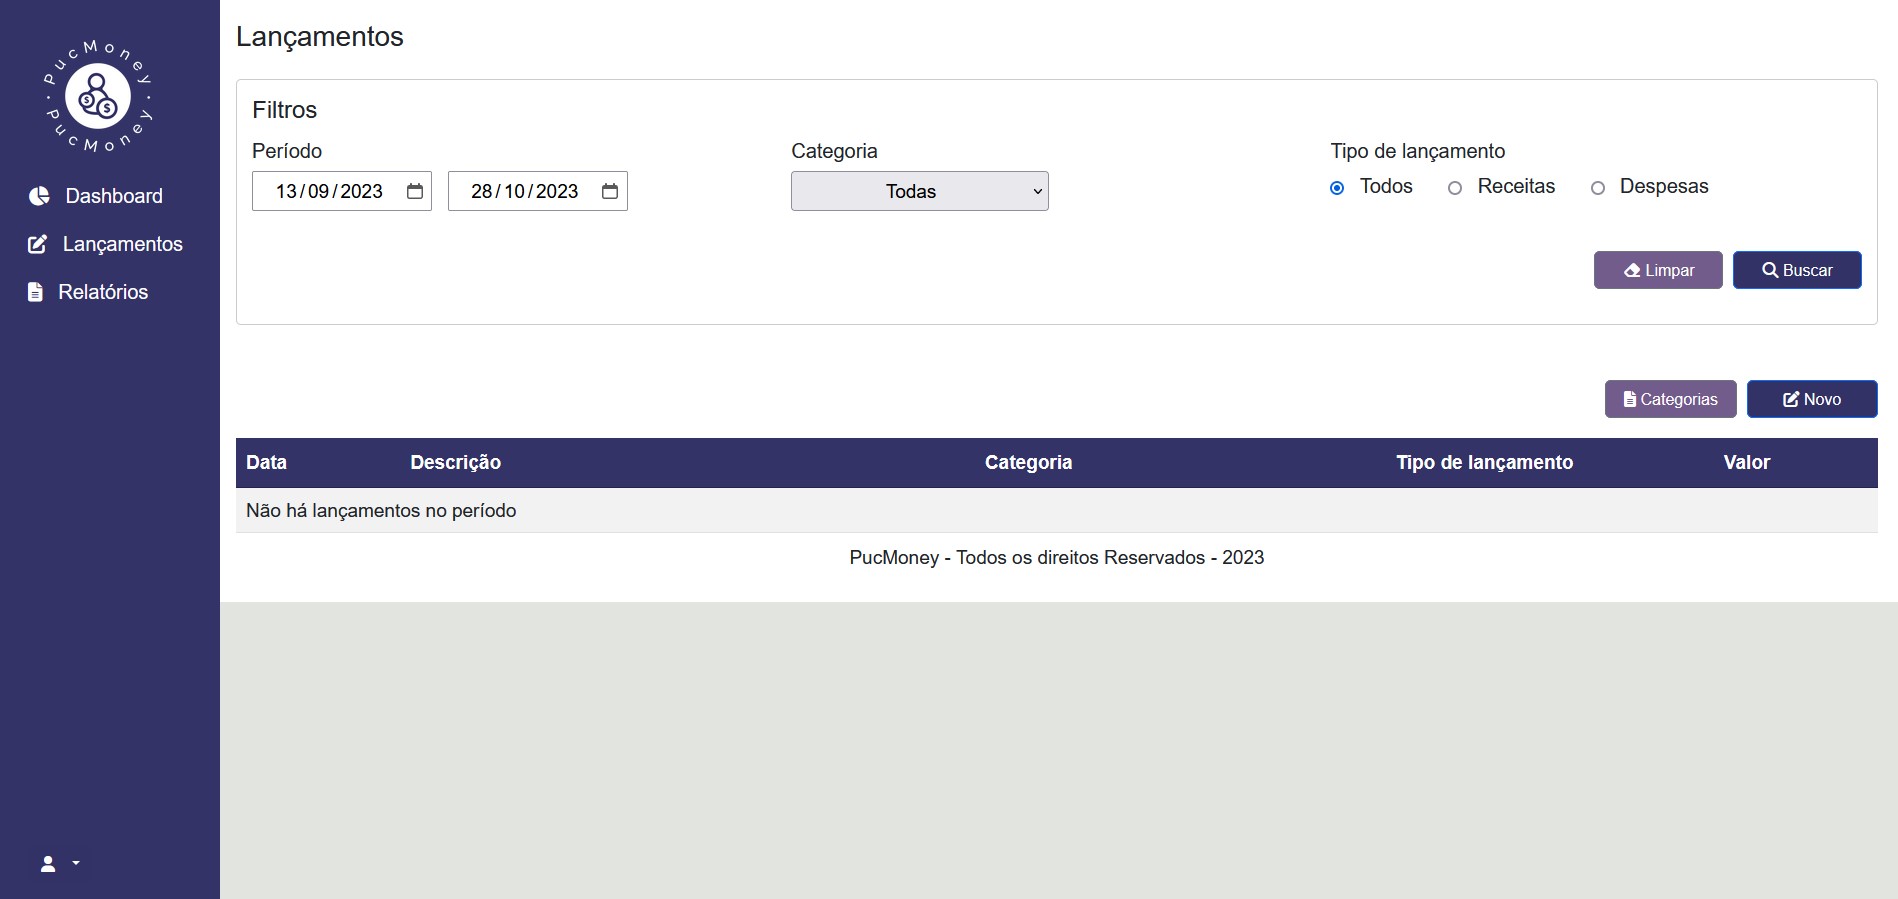 PucMoney · PucMoney ·
Dashboard
Lançamentos
Relatórios
Lançamentos
Filtros
Período
Categoria
Tipo de lançamento
13/09/2023
28/10/2023
Todas
Todos
Receitas
Despesas
Limpar
Buscar
Categorias
Novo
Data Descrição Categoria Tipo de lançamento Valor
Não há lançamentos no período
PucMoney - Todos os direitos Reservados - 2023